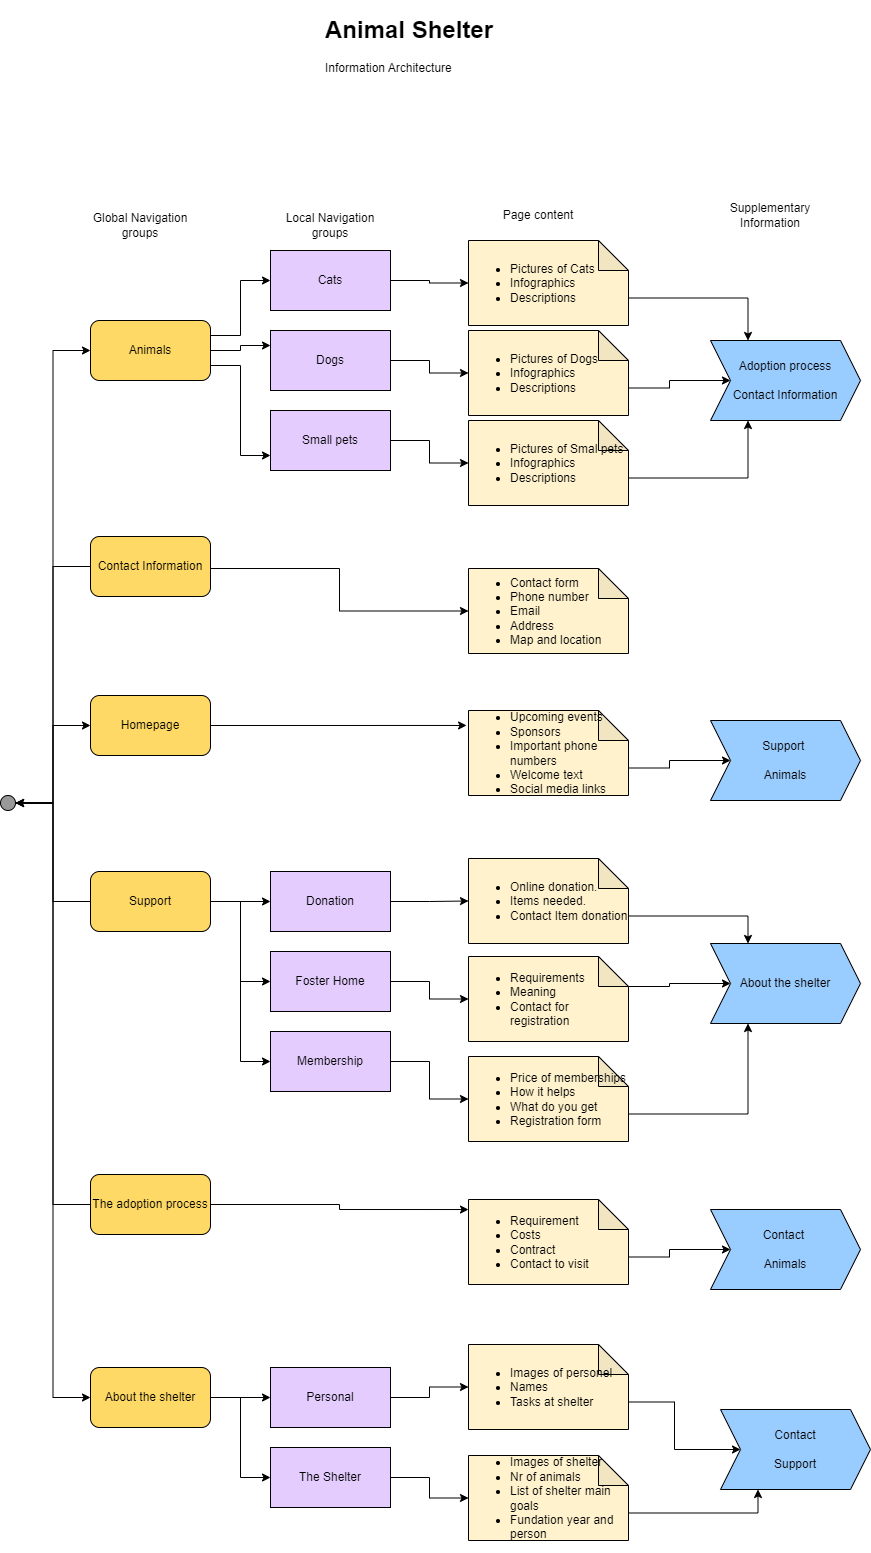 Animal Shelter
Information Architecture
Global Navigation
groups
Local Navigation
groups
Page content
Supplementary
Information
Animals
Cats
Pictures of Cats
Infographics
Descriptions
Dogs
Pictures of Dogs
Infographics
Descriptions
Small pets
Pictures of Smal pets
Infographics
Descriptions
Adoption process
Contact Information
Contact Information
Contact form
Phone number
Email
Address
Map and location
Homepage
Upcoming events
Sponsors
Important phone
numbers
Welcome text
Social media links
Support
Animals
Support
Donation
Online donation.
Items needed.
Contact Item donation
Foster Home
Requirements
Meaning
Contact for
registration
Membership
Price of memberships
How it helps
What do you get
Registration form
About the shelter
The adoption process
Requirement
Costs
Contract
Contact to visit
Contact
Animals
About the shelter
Personal
Images of personel
Names
Tasks at shelter
The Shelter
Images of shelter
Nr of animals
List of shelter main
goals
Fundation year and
person
Contact
Support